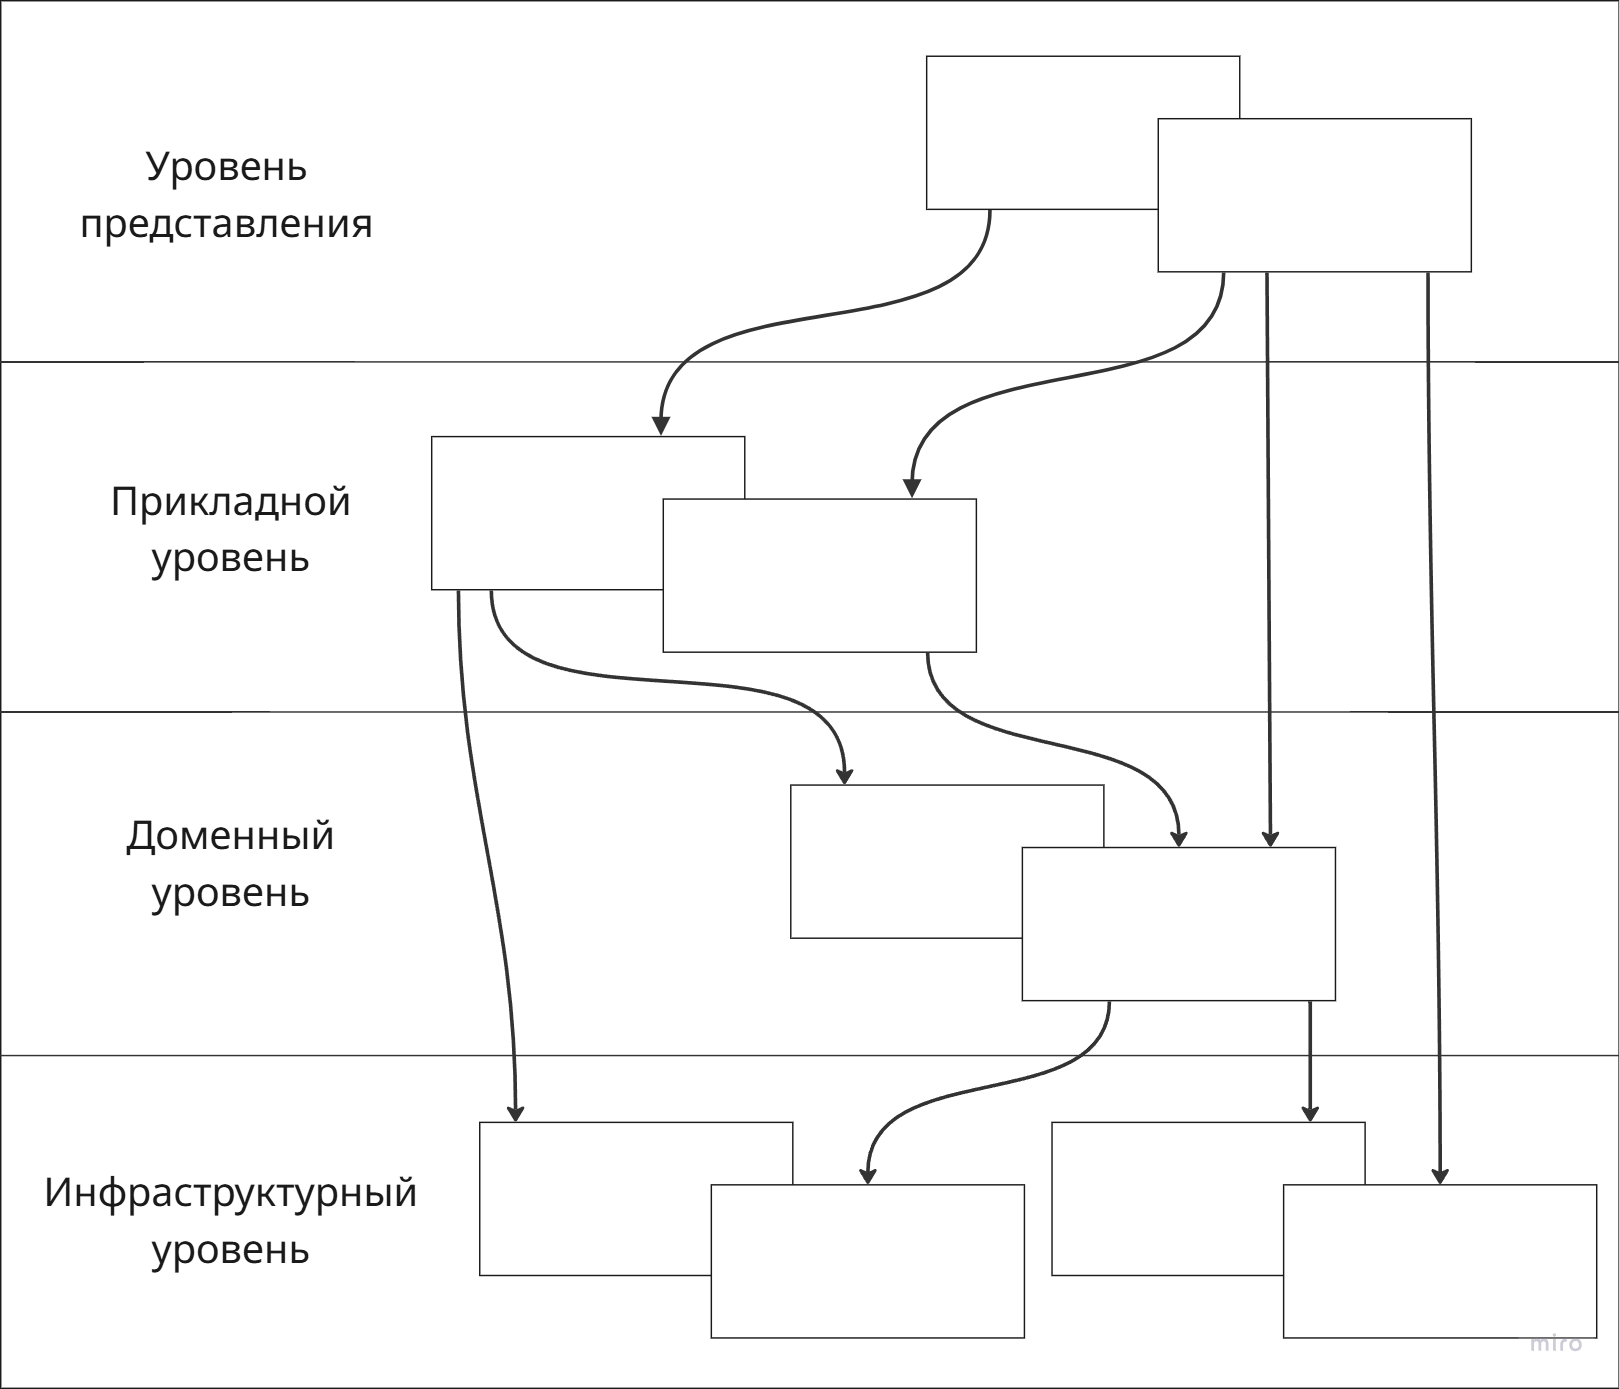 Уровень
представления
Прикладной
уровень
Доменный
уровень
Инфраструктурный
уровень
miro